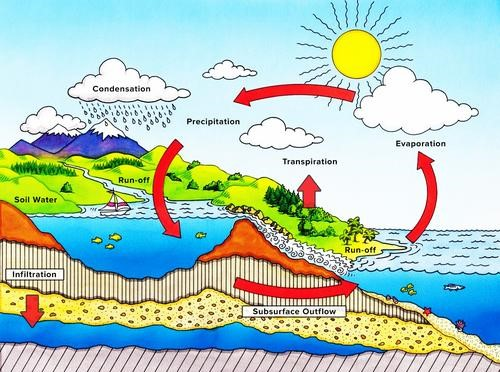 Condensation
Precipitation
Evaporation
Transpiration
Run-off
Soil Water
Run-off
Infiltration
Subsurface Outflow